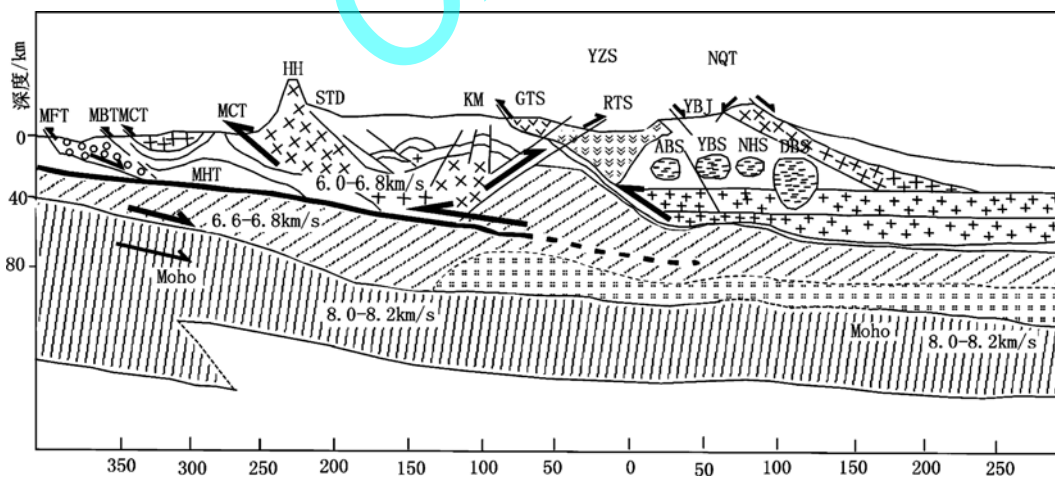 YZS NQT
HH
深度/km
MFT MBT MCT MCT STD KM GTS RTS YBJ
0
ABS YBS NHS DBS
MHT
6.0-6.8km/s
40
6.6-6.8km/s
80
Moho
8.0-8.2km/s
Moho
8.0-8.2km/s
350 300 250 200 150 100 50 0 50 100 150 200 250